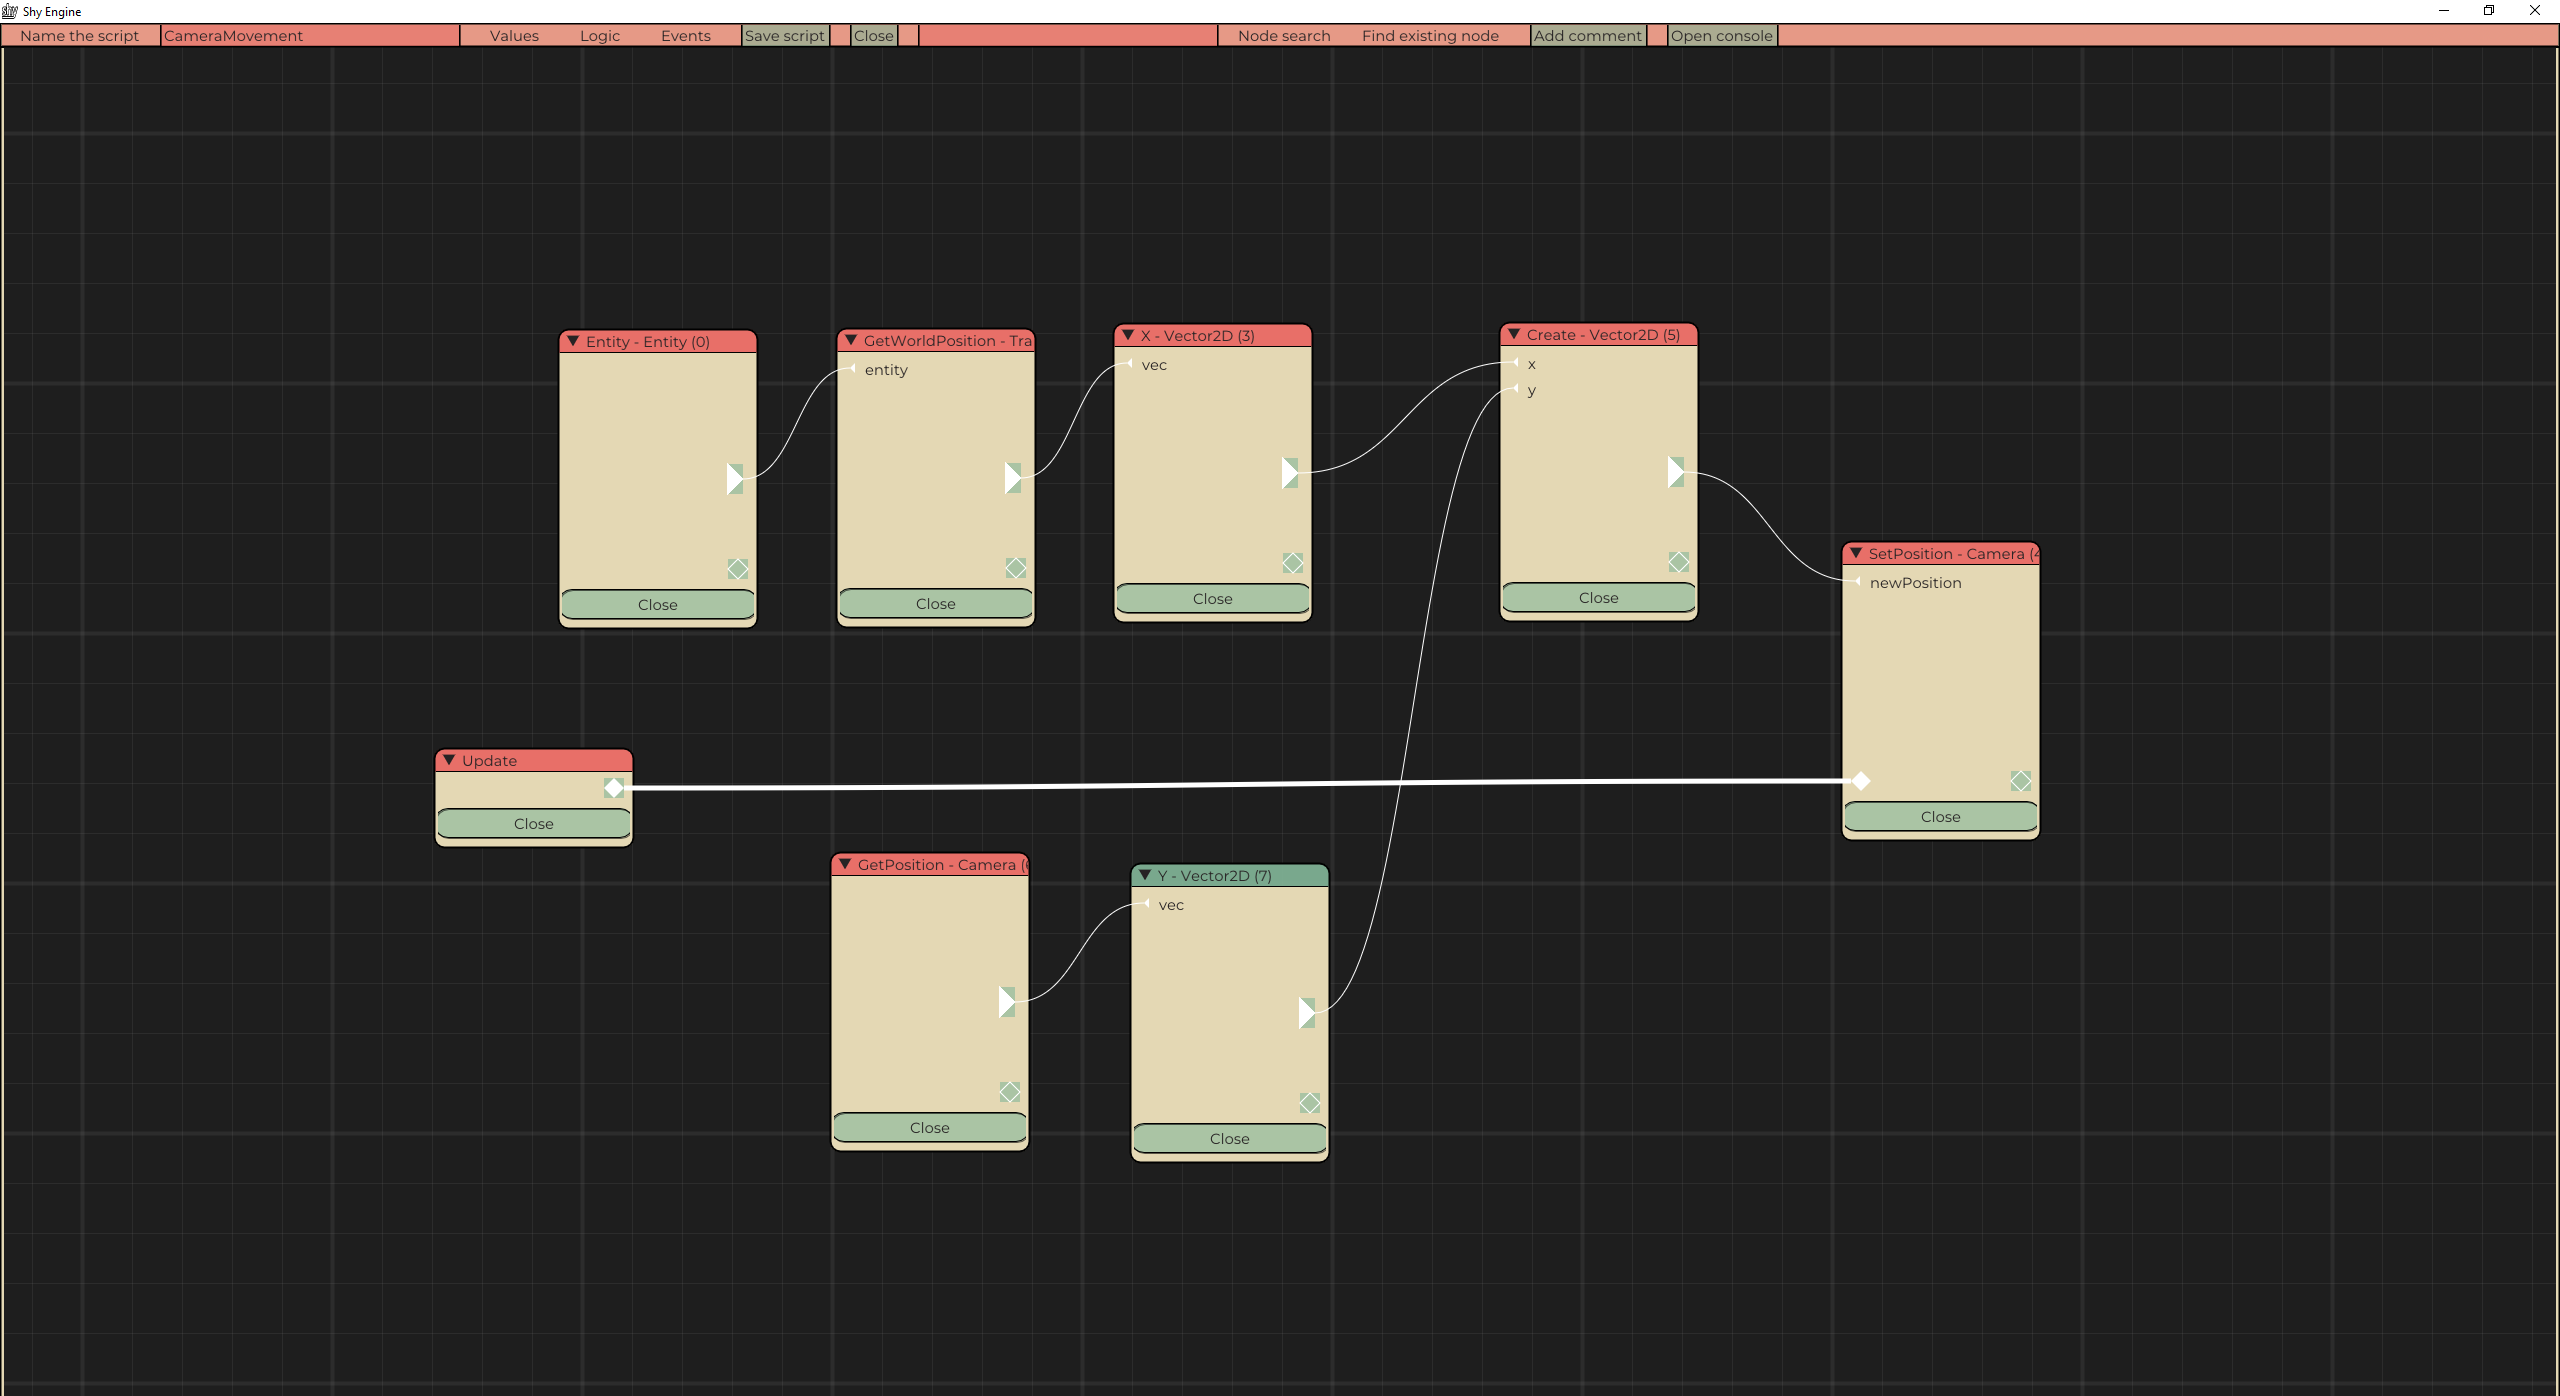 Shy Engine
Name the script CameraMovement Values Logic Events Save script Close Node search Find existing node Add comment Open console
Entity - Entity (0)
Close
GetWorldPosition - Tra
entity
Close
X - Vector2D (3)
vec
Close
Create - Vector2D (5)
x
y
Close
SetPosition - Camera (4
newPosition
Close
Update
Close
GetPosition - Camera (
Close
Y - Vector2D (7)
vec
Close